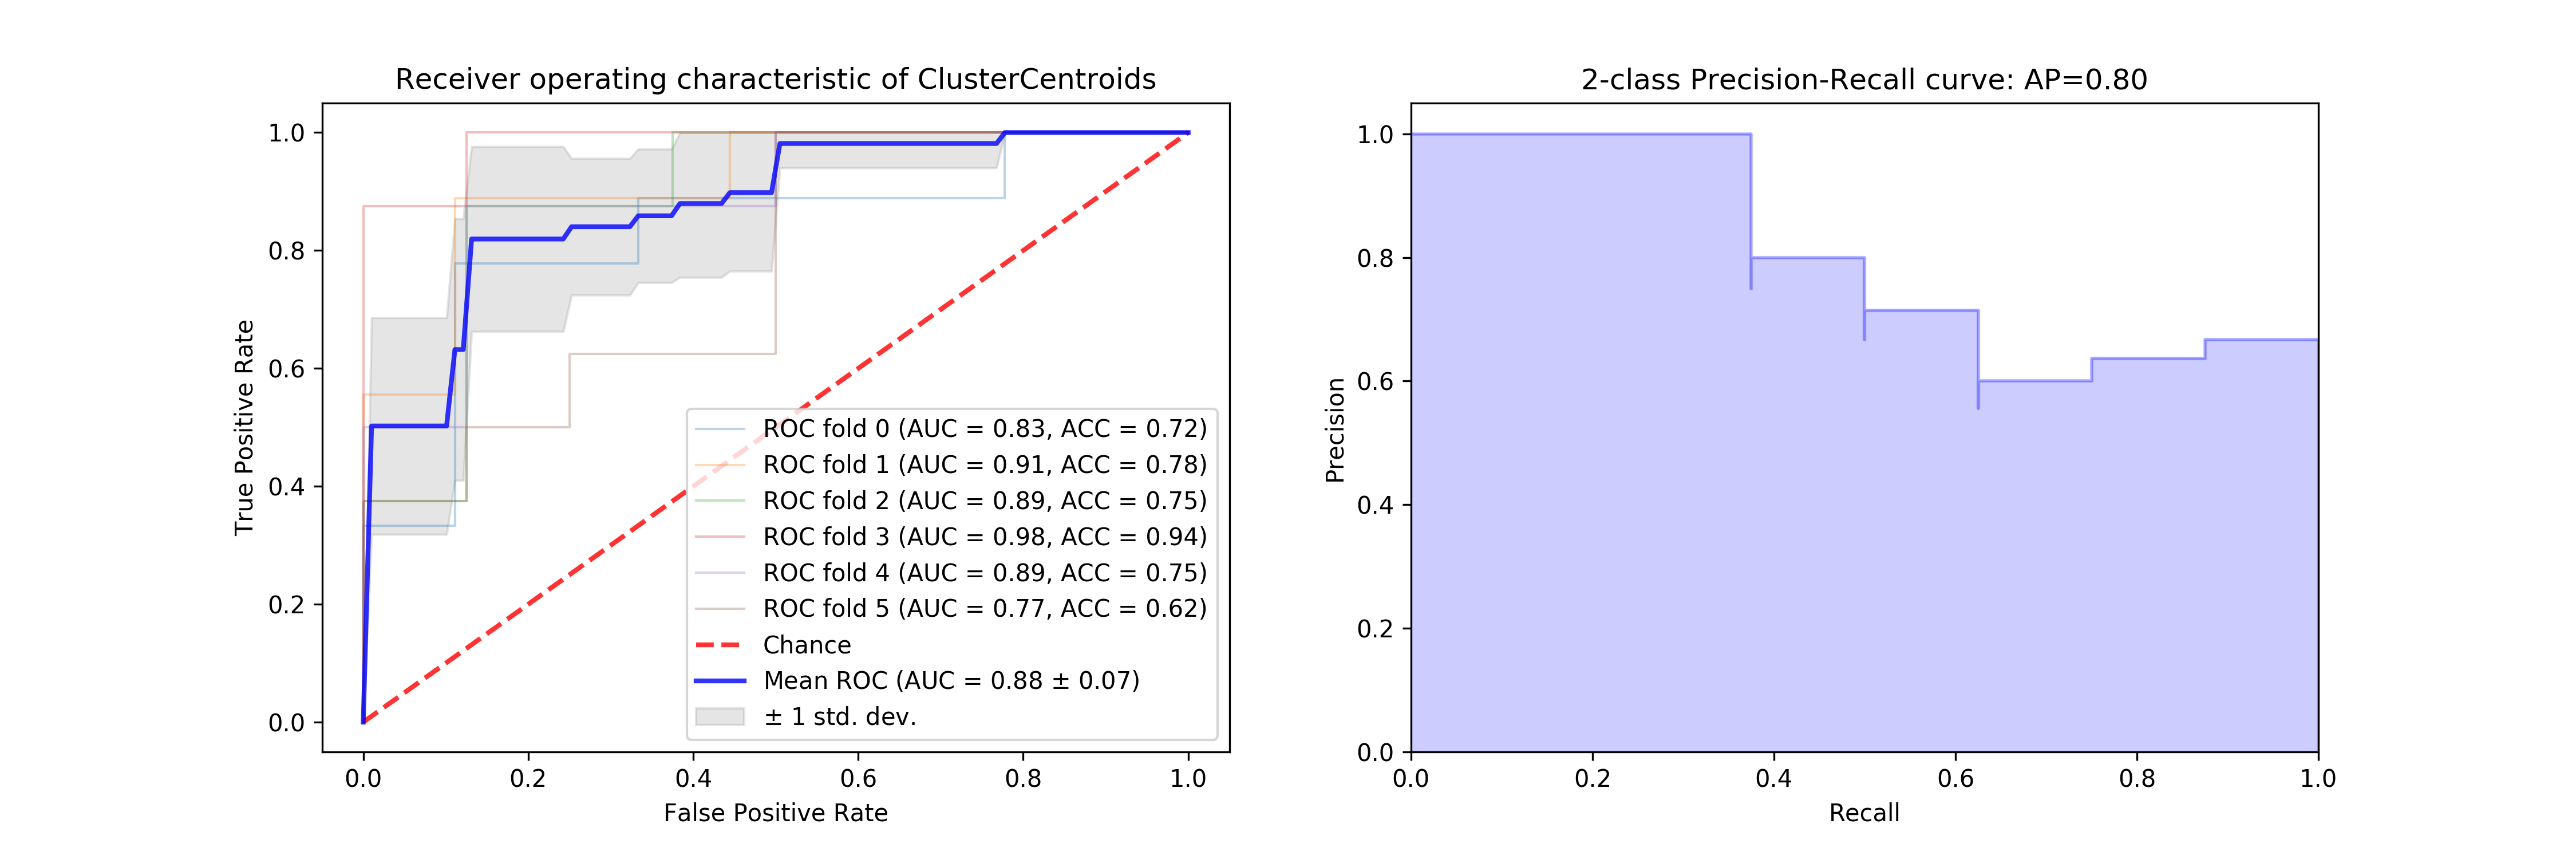 Receiver operating characteristic of ClusterCentroids
True Positive Rate
1.0
0.8
0.6
0.4
0.2
0.0
ROC fold 0 (AUC = 0.83, ACC = 0.72)
ROC fold 1 (AUC = 0.91, ACC = 0.78)
ROC fold 2 (AUC = 0.89, ACC = 0.75)
ROC fold 3 (AUC = 0.98, ACC = 0.94)
ROC fold 4 (AUC = 0.89, ACC = 0.75)
ROC fold 5 (AUC = 0.77, ACC = 0.62)
Chance
Mean ROC (AUC = 0.88 ± 0.07)
± 1 std. dev.
0.0 0.2 0.4 0.6 0.8 1.0
False Positive Rate
2-class Precision-Recall curve: AP=0.80
Precision
1.0
0.8
0.6
0.4
0.2
0.0
0.0 0.2 0.4 0.6 0.8 1.0
Recall